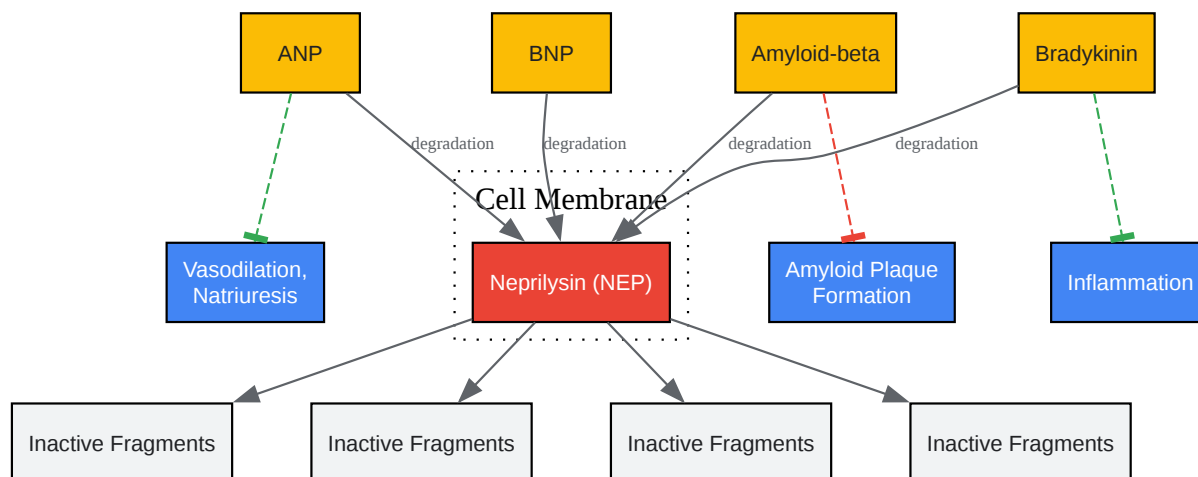 ANP
BNP
Amyloid-beta
Bradykinin
degradation
degradation
degradation
degradation
Cell Membrane
Vasodilation,
Natriuresis
Neprilysin (NEP)
Amyloid Plaque
Formation
Inflammation
Inactive Fragments
Inactive Fragments
Inactive Fragments
Inactive Fragments